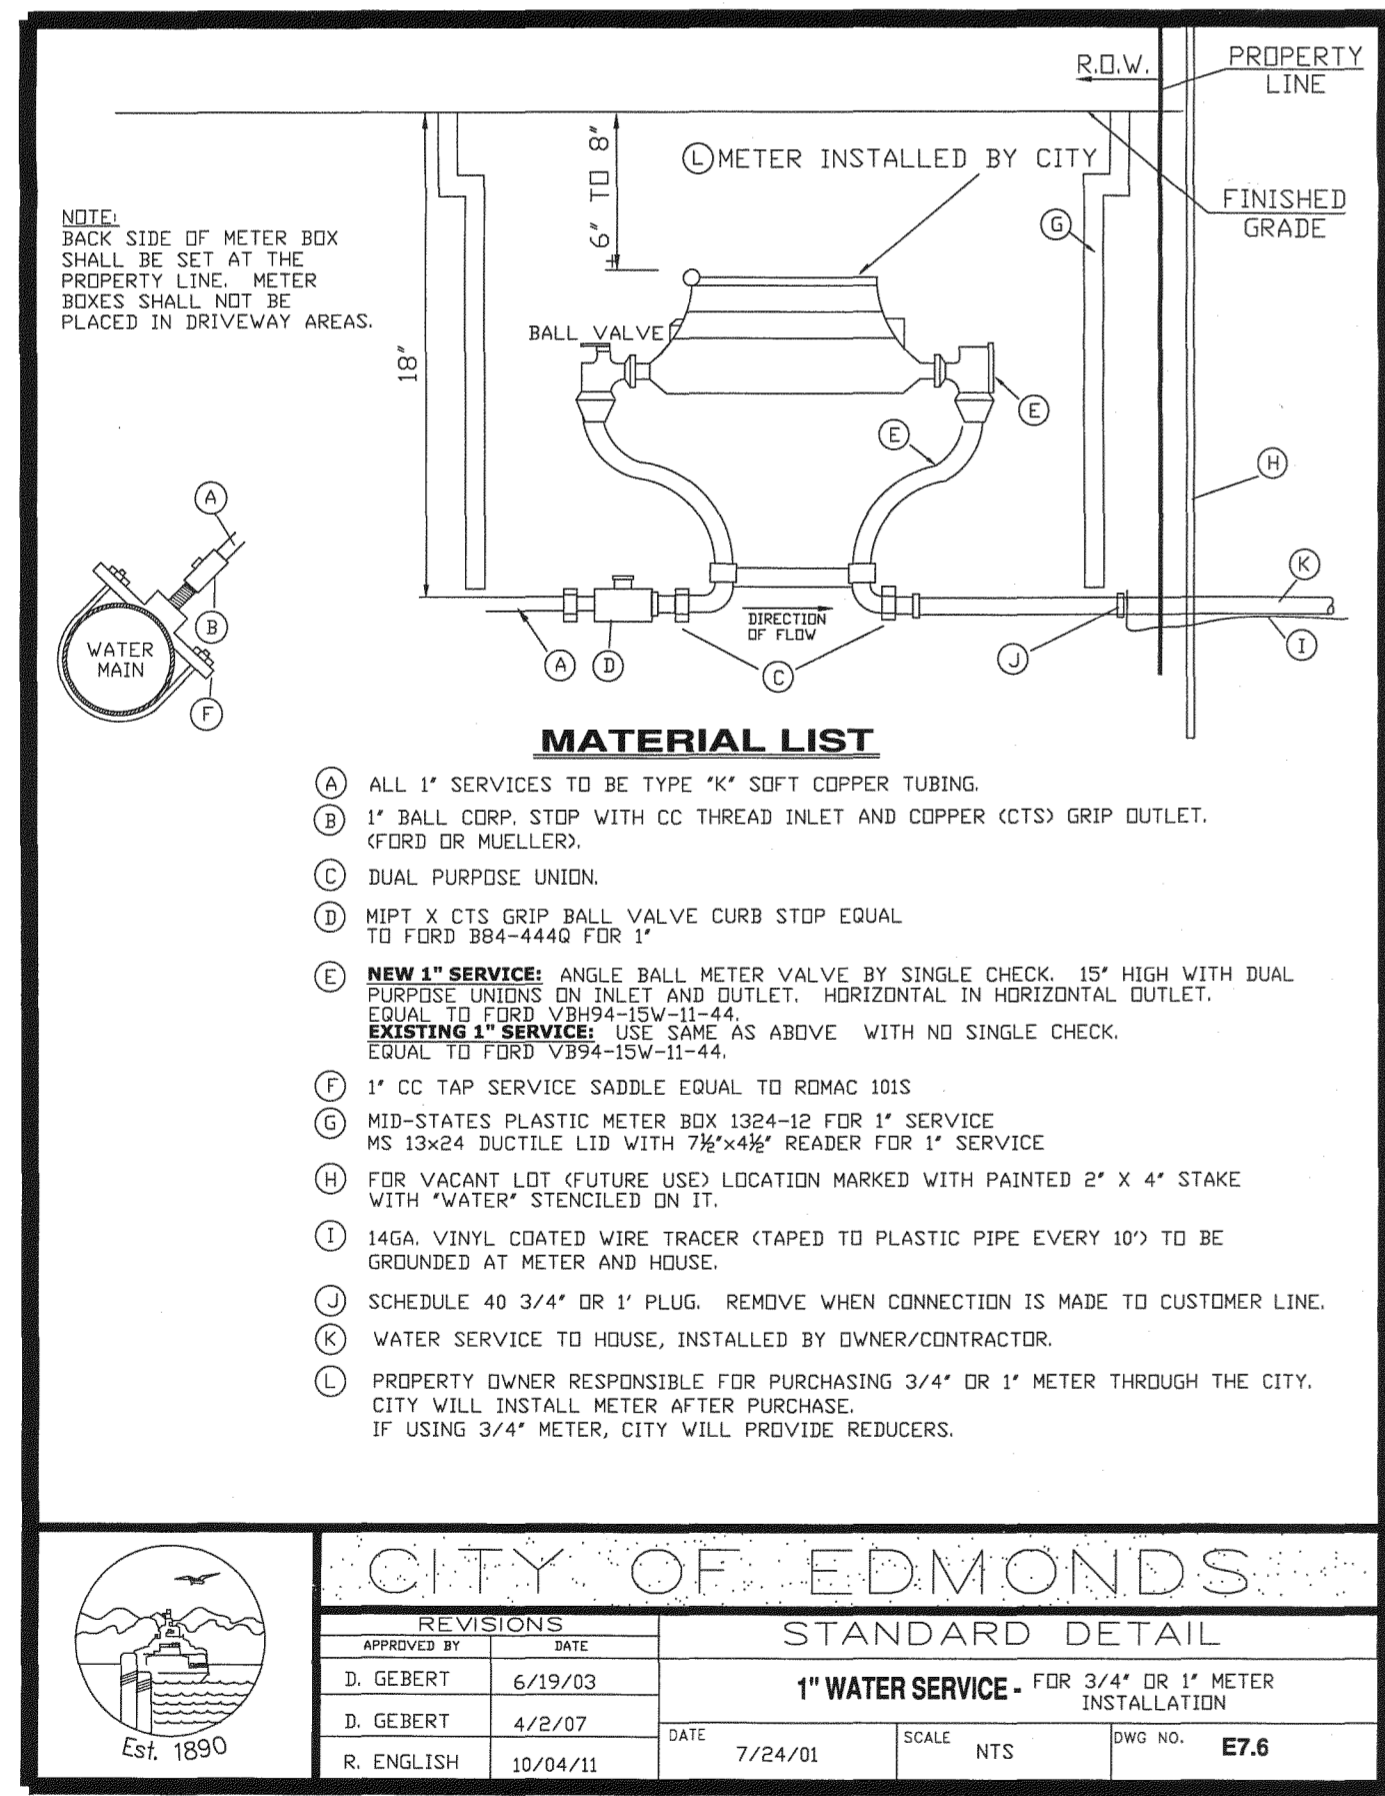 R.O.W.
PROPERTY
LINE
6" TO 8"
±
(L) METER INSTALLED BY CITY
FINISHED
GRADE
(G)
NOTE:
BACK SIDE OF METER BOX
SHALL BE SET AT THE
PROPERTY LINE. METER
BOXES SHALL NOT BE
PLACED IN DRIVEWAY AREAS.
18"
BALL VALVE
(E)
(E)
(H)
(A)
(K)
(B)
WATER
MAIN
DIRECTION
OF FLOW
(I)
(A)
(D)
(C)
(J)
(F)
MATERIAL LIST
(A) ALL 1" SERVICES TO BE TYPE "K" SOFT COPPER TUBING.
(B) 1" BALL CORP. STOP WITH CC THREAD INLET AND COPPER (CTS) GRIP OUTLET.
(FORD OR MUELLER).
(C) DUAL PURPOSE UNION.
(D) MIPT X CTS GRIP BALL VALVE CURB STOP EQUAL
TO FORD B84-444Q FOR 1"
(E) NEW 1" SERVICE: ANGLE BALL METER VALVE BY SINGLE CHECK. 15" HIGH WITH DUAL
PURPOSE UNIONS ON INLET AND OUTLET. HORIZONTAL IN HORIZONTAL OUTLET.
EQUAL TO FORD VBH94-15W-11-44.
EXISTING 1" SERVICE: USE SAME AS ABOVE WITH NO SINGLE CHECK.
EQUAL TO FORD VB94-15W-11-44.
(F) 1" CC TAP SERVICE SADDLE EQUAL TO ROMAC 101S
(G) MID-STATES PLASTIC METER BOX 1324-12 FOR 1" SERVICE
MS 13x24 DUCTILE LID WITH 7½"x4½" READER FOR 1" SERVICE
(H) FOR VACANT LOT (FUTURE USE) LOCATION MARKED WITH PAINTED 2" X 4" STAKE
WITH "WATER" STENCILED ON IT.
(I) 14GA. VINYL COATED WIRE TRACER (TAPED TO PLASTIC PIPE EVERY 10') TO BE
GROUNDED AT METER AND HOUSE.
(J) SCHEDULE 40 3/4" OR 1' PLUG. REMOVE WHEN CONNECTION IS MADE TO CUSTOMER LINE.
(K) WATER SERVICE TO HOUSE, INSTALLED BY OWNER/CONTRACTOR.
(L) PROPERTY OWNER RESPONSIBLE FOR PURCHASING 3/4" OR 1" METER THROUGH THE CITY.
CITY WILL INSTALL METER AFTER PURCHASE.
IF USING 3/4" METER, CITY WILL PROVIDE REDUCERS.
Est. 1890
CITY OF EDMONDS
REVISIONS
APPROVED BY DATE
D. GEBERT 6/19/03
D. GEBERT 4/2/07
R. ENGLISH 10/04/11
STANDARD DETAIL
1" WATER SERVICE - FOR 3/4" OR 1" METER
INSTALLATION
DATE 7/24/01
SCALE NTS
DWG NO. E7.6